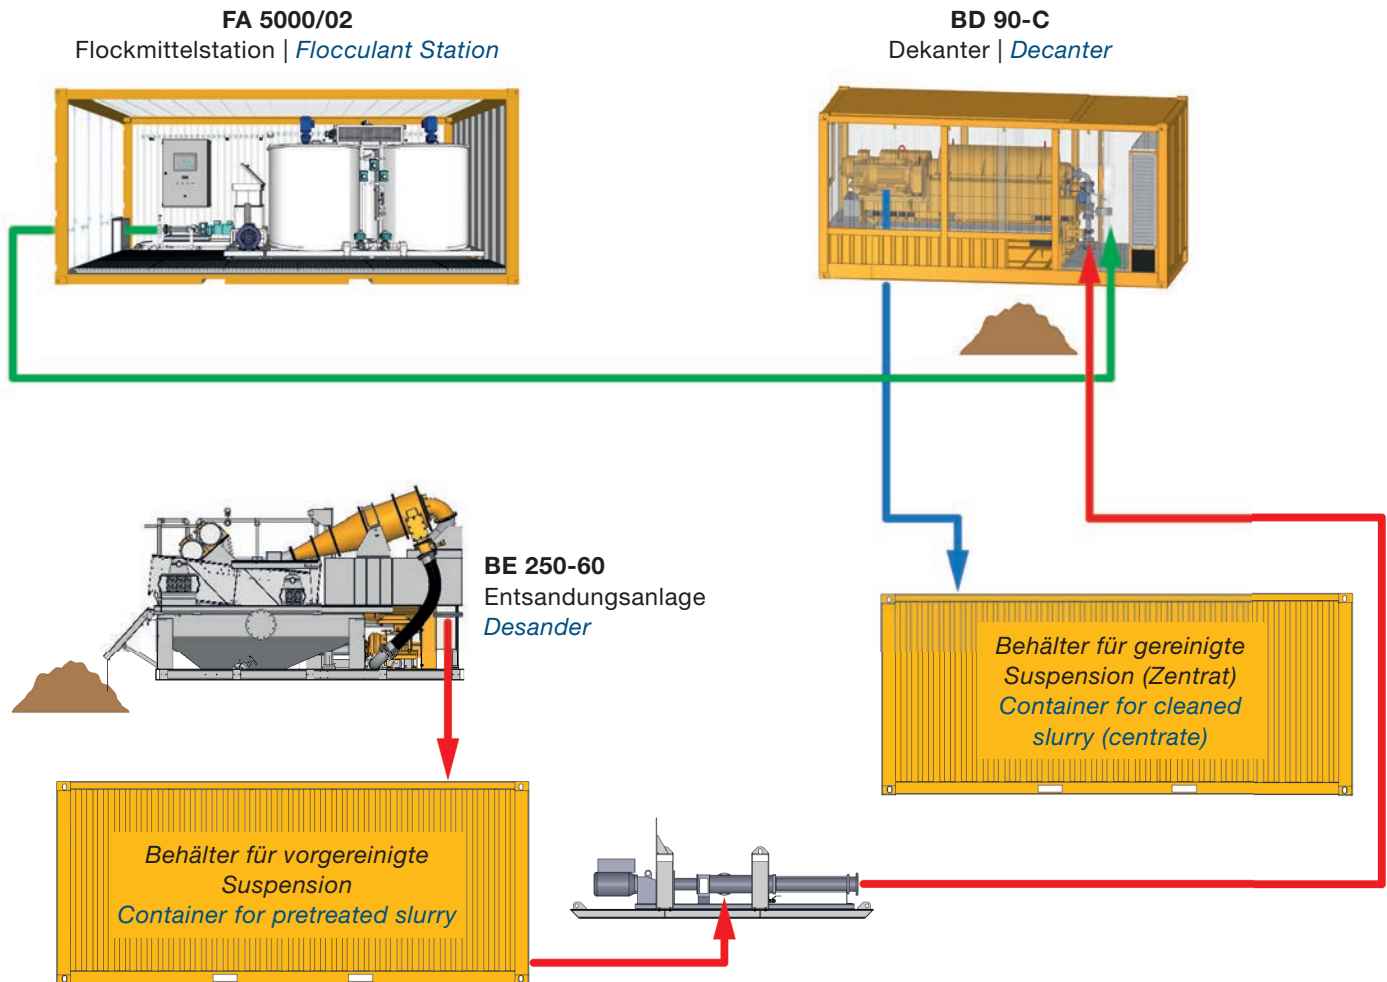 FA 5000/02
Flockmittelstation | Flocculant Station
BD 90-C
Dekanter | Decanter
BE 250-60
Entsandungsanlage
Desander
Behälter für gereinigte
Suspension (Zentrat)
Container for cleaned
slurry (centrate)
Behälter für vorgereinigte
Suspension
Container for pretreated slurry